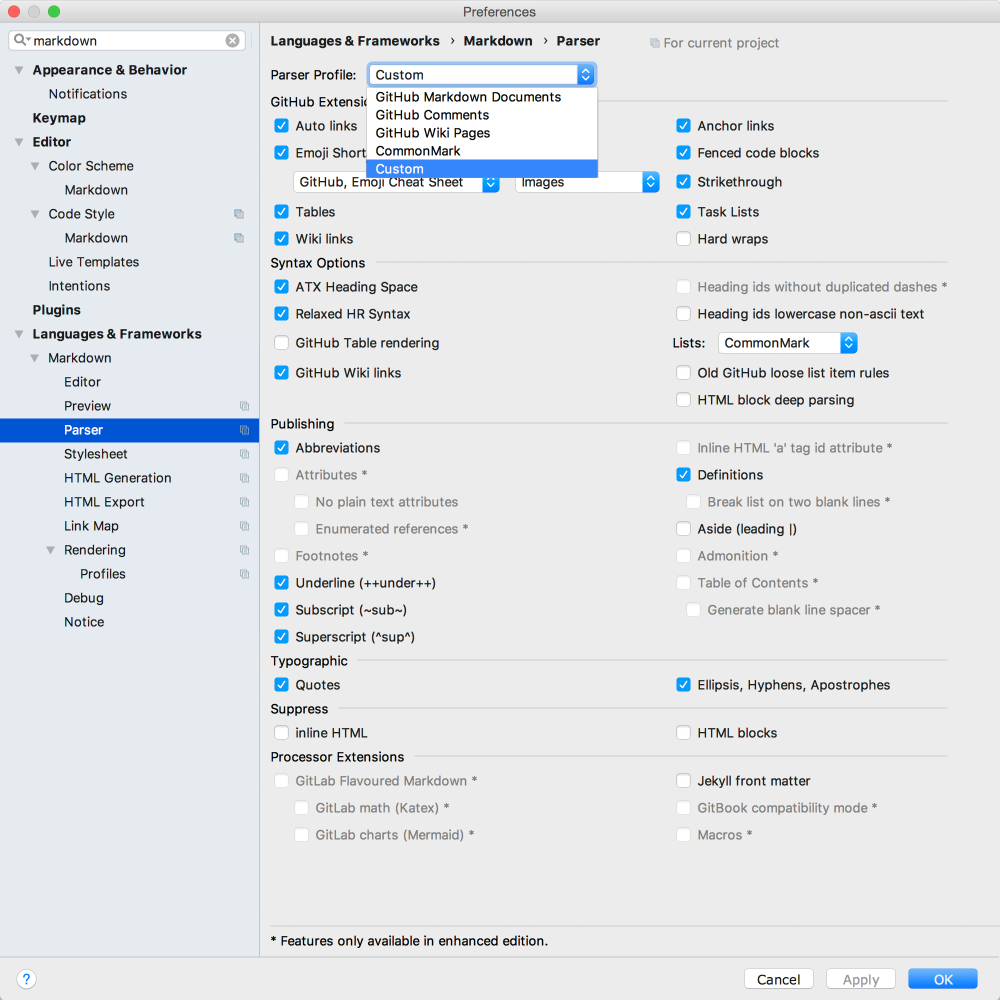 Preferences
markdown
Appearance & Behavior
Notifications
Keymap
Editor
Color Scheme
Markdown
Code Style
Markdown
Live Templates
Intentions
Plugins
Languages & Frameworks
Markdown
Editor
Preview
Parser
Stylesheet
HTML Generation
HTML Export
Link Map
Rendering
Profiles
Debug
Notice
Languages & Frameworks › Markdown › Parser
For current project
Parser Profile: Custom
GitHub Markdown Documents
GitHub Comments
GitHub Wiki Pages
CommonMark
Custom
GitHub Extensi
Auto links
Anchor links
Emoji Short
Fenced code blocks
GitHub, Emoji Cheat Sheet
Images
Strikethrough
Tables
Task Lists
Wiki links
Hard wraps
Syntax Options
ATX Heading Space
Heading ids without duplicated dashes *
Relaxed HR Syntax
Heading ids lowercase non-ascii text
GitHub Table rendering
Lists: CommonMark
GitHub Wiki links
Old GitHub loose list item rules
HTML block deep parsing
Publishing
Abbreviations
Inline HTML 'a' tag id attribute *
Attributes *
Definitions
No plain text attributes
Break list on two blank lines *
Enumerated references *
Aside (leading |)
Footnotes *
Admonition *
Underline (++under++)
Table of Contents *
Subscript (~sub~)
Generate blank line spacer *
Superscript (^sup^)
Typographic
Quotes
Ellipsis, Hyphens, Apostrophes
Suppress
inline HTML
HTML blocks
Processor Extensions
GitLab Flavoured Markdown *
Jekyll front matter
GitLab math (Katex) *
GitBook compatibility mode *
GitLab charts (Mermaid) *
Macros *
* Features only available in enhanced edition.
?
Cancel
Apply
OK